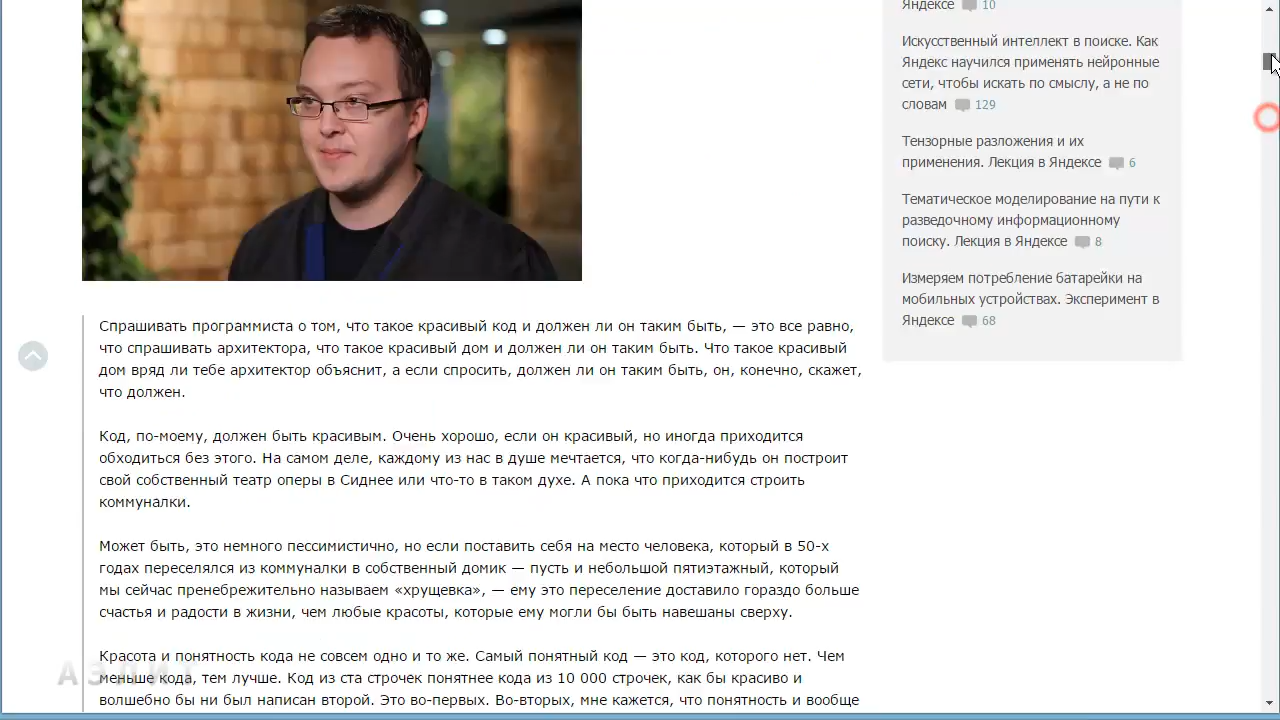 Яндексе 10
Искусственный интеллект в поиске. Как
Яндекс научился применять нейронные
сети, чтобы искать по смыслу, а не по
словам 129
Тензорные разложения и их
применения. Лекция в Яндексе 6
Тематическое моделирование на пути к
разведочному информационному
поиску. Лекция в Яндексе 8
Измеряем потребление батарейки на
мобильных устройствах. Эксперимент в
Яндексе 68
Спрашивать программиста о том, что такое красивый код и должен ли он таким быть, — это все равно,
что спрашивать архитектора, что такое красивый дом и должен ли он таким быть. Что такое красивый
дом вряд ли тебе архитектор объяснит, а если спросить, должен ли он таким быть, он, конечно, скажет,
что должен.
Код, по-моему, должен быть красивым. Очень хорошо, если он красивый, но иногда приходится
обходиться без этого. На самом деле, каждому из нас в душе мечтается, что когда-нибудь он построит
свой собственный театр оперы в Сиднее или что-то в таком духе. А пока что приходится строить
коммуналки.
Может быть, это немного пессимистично, но если поставить себя на место человека, который в 50-х
годах переселялся из коммуналки в собственный домик — пусть и небольшой пятиэтажный, который
мы сейчас пренебрежительно называем «хрущевка», — ему это переселение доставило гораздо больше
счастья и радости в жизни, чем любые красоты, которые ему могли бы быть навешаны сверху.
Красота и понятность кода не совсем одно и то же. Самый понятный код — это код, которого нет. Чем
меньше кода, тем лучше. Код из ста строчек понятнее кода из 10 000 строчек, как бы красиво и
волшебно бы ни был написан второй. Это во-первых. Во-вторых, мне кажется, что понятность и вообще